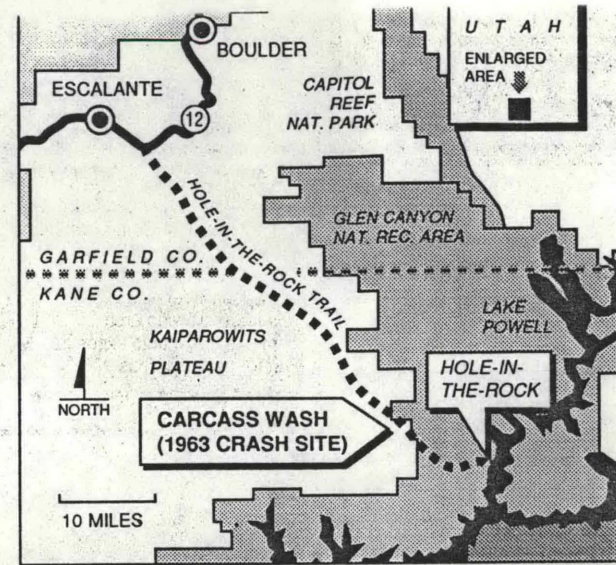 BOULDER
ESCALANTE
12
CAPITOL
REEF
NAT. PARK
UTAH
ENLARGED
AREA
HOLE-IN-THE-ROCK TRAIL
GLEN CANYON
NAT. REC. AREA
GARFIELD CO.
KANE CO.
LAKE
POWELL
KAIPAROWITS
PLATEAU
HOLE-IN-
THE-ROCK
NORTH
CARCASS WASH
(1963 CRASH SITE)
10 MILES